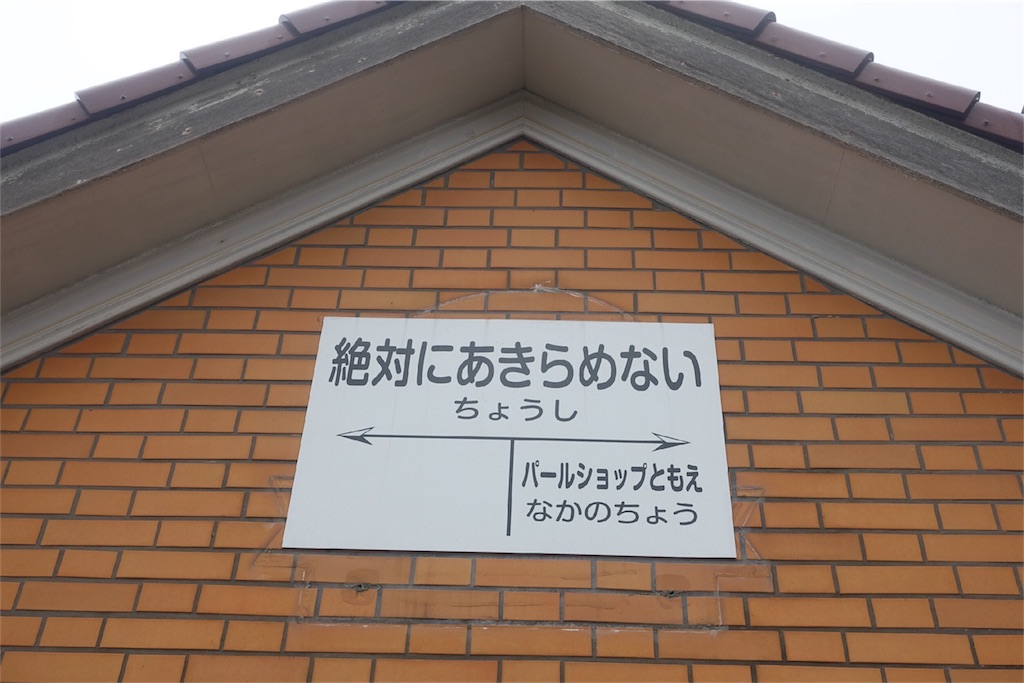 絶対にあきらめない
ちょうし
パールショップともえ
なかのちょう